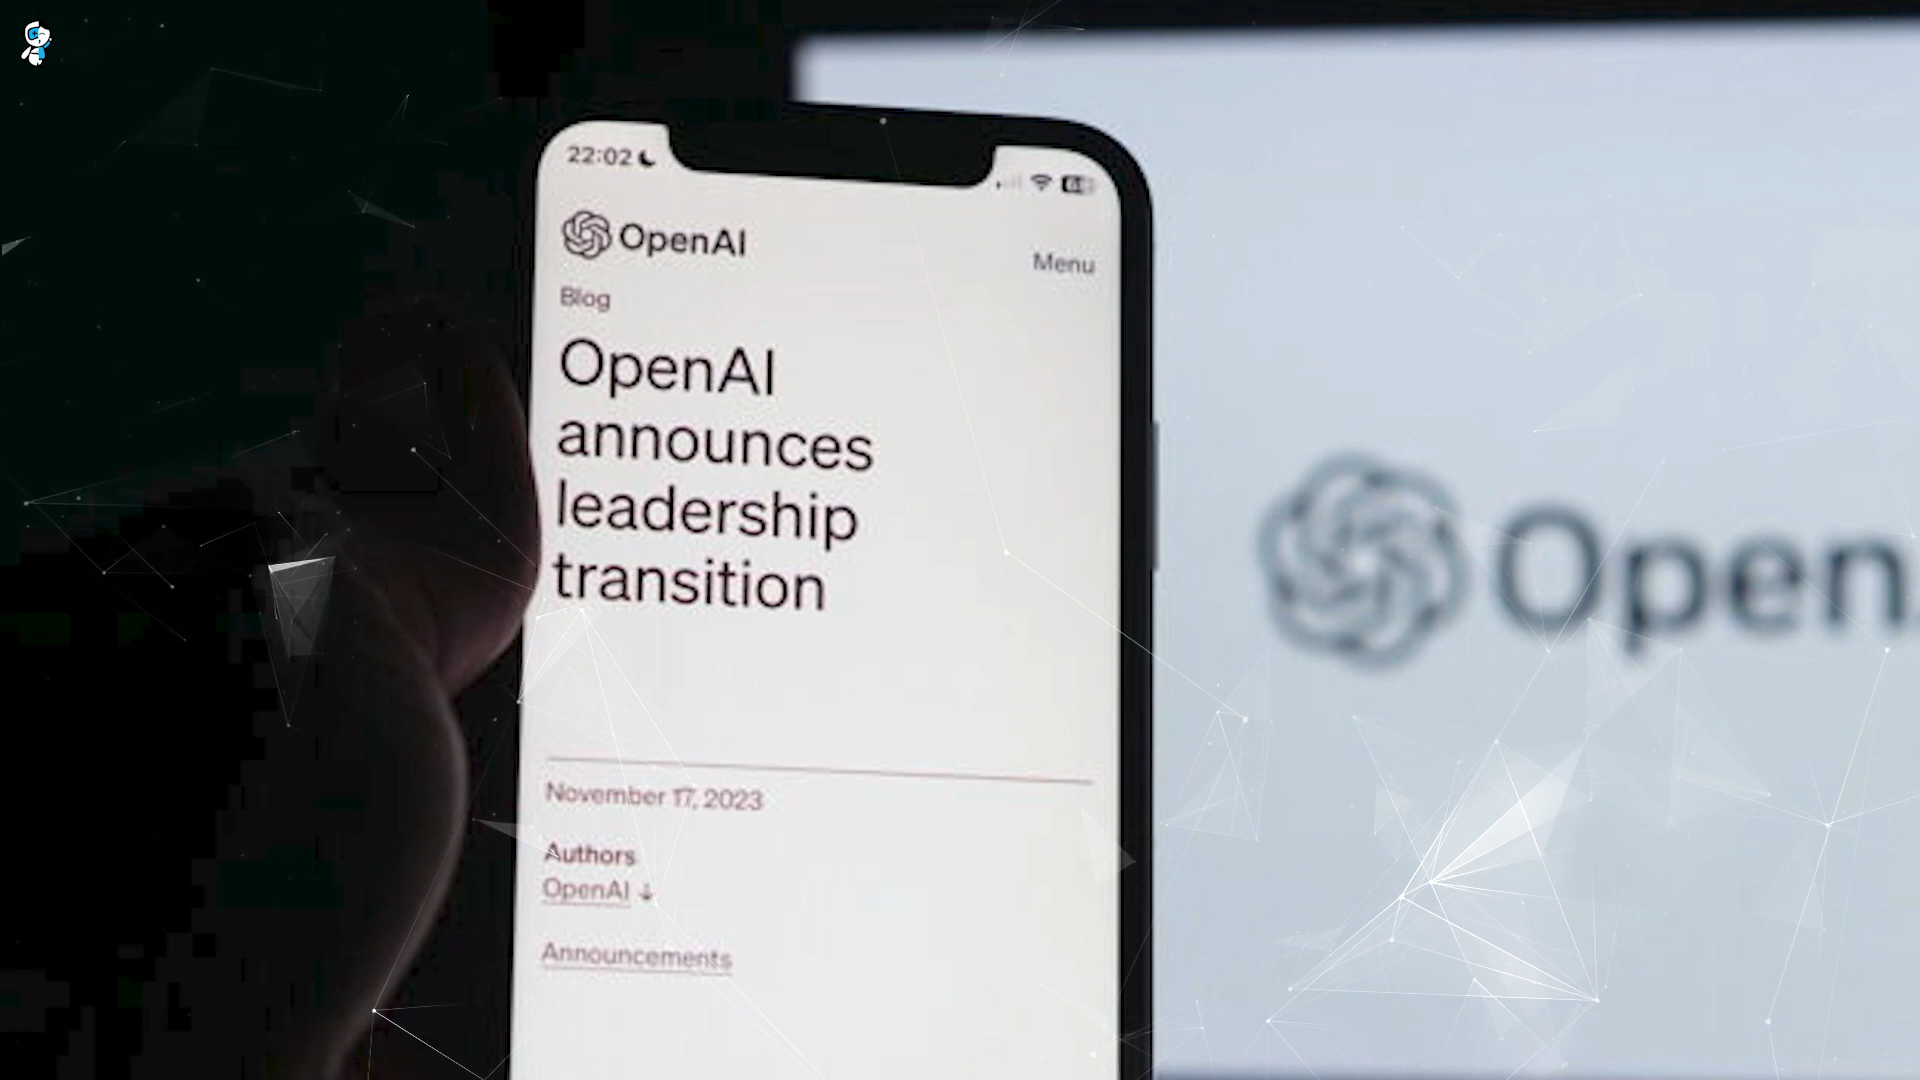 22:02
OpenAI
Menu
Blog
OpenAI
announces
leadership
transition
November 17, 2023
Authors
OpenAI ↓
Announcements
Open